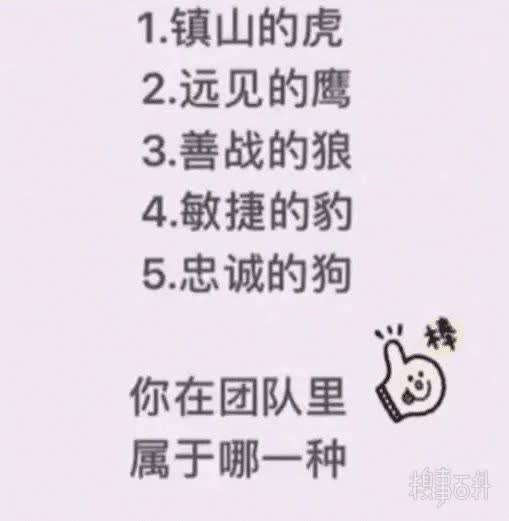 1.镇山的虎
2.远见的鹰
3.善战的狼
4.敏捷的豹
5.忠诚的狗
棒
你在团队里
属于哪一种
糗事百科